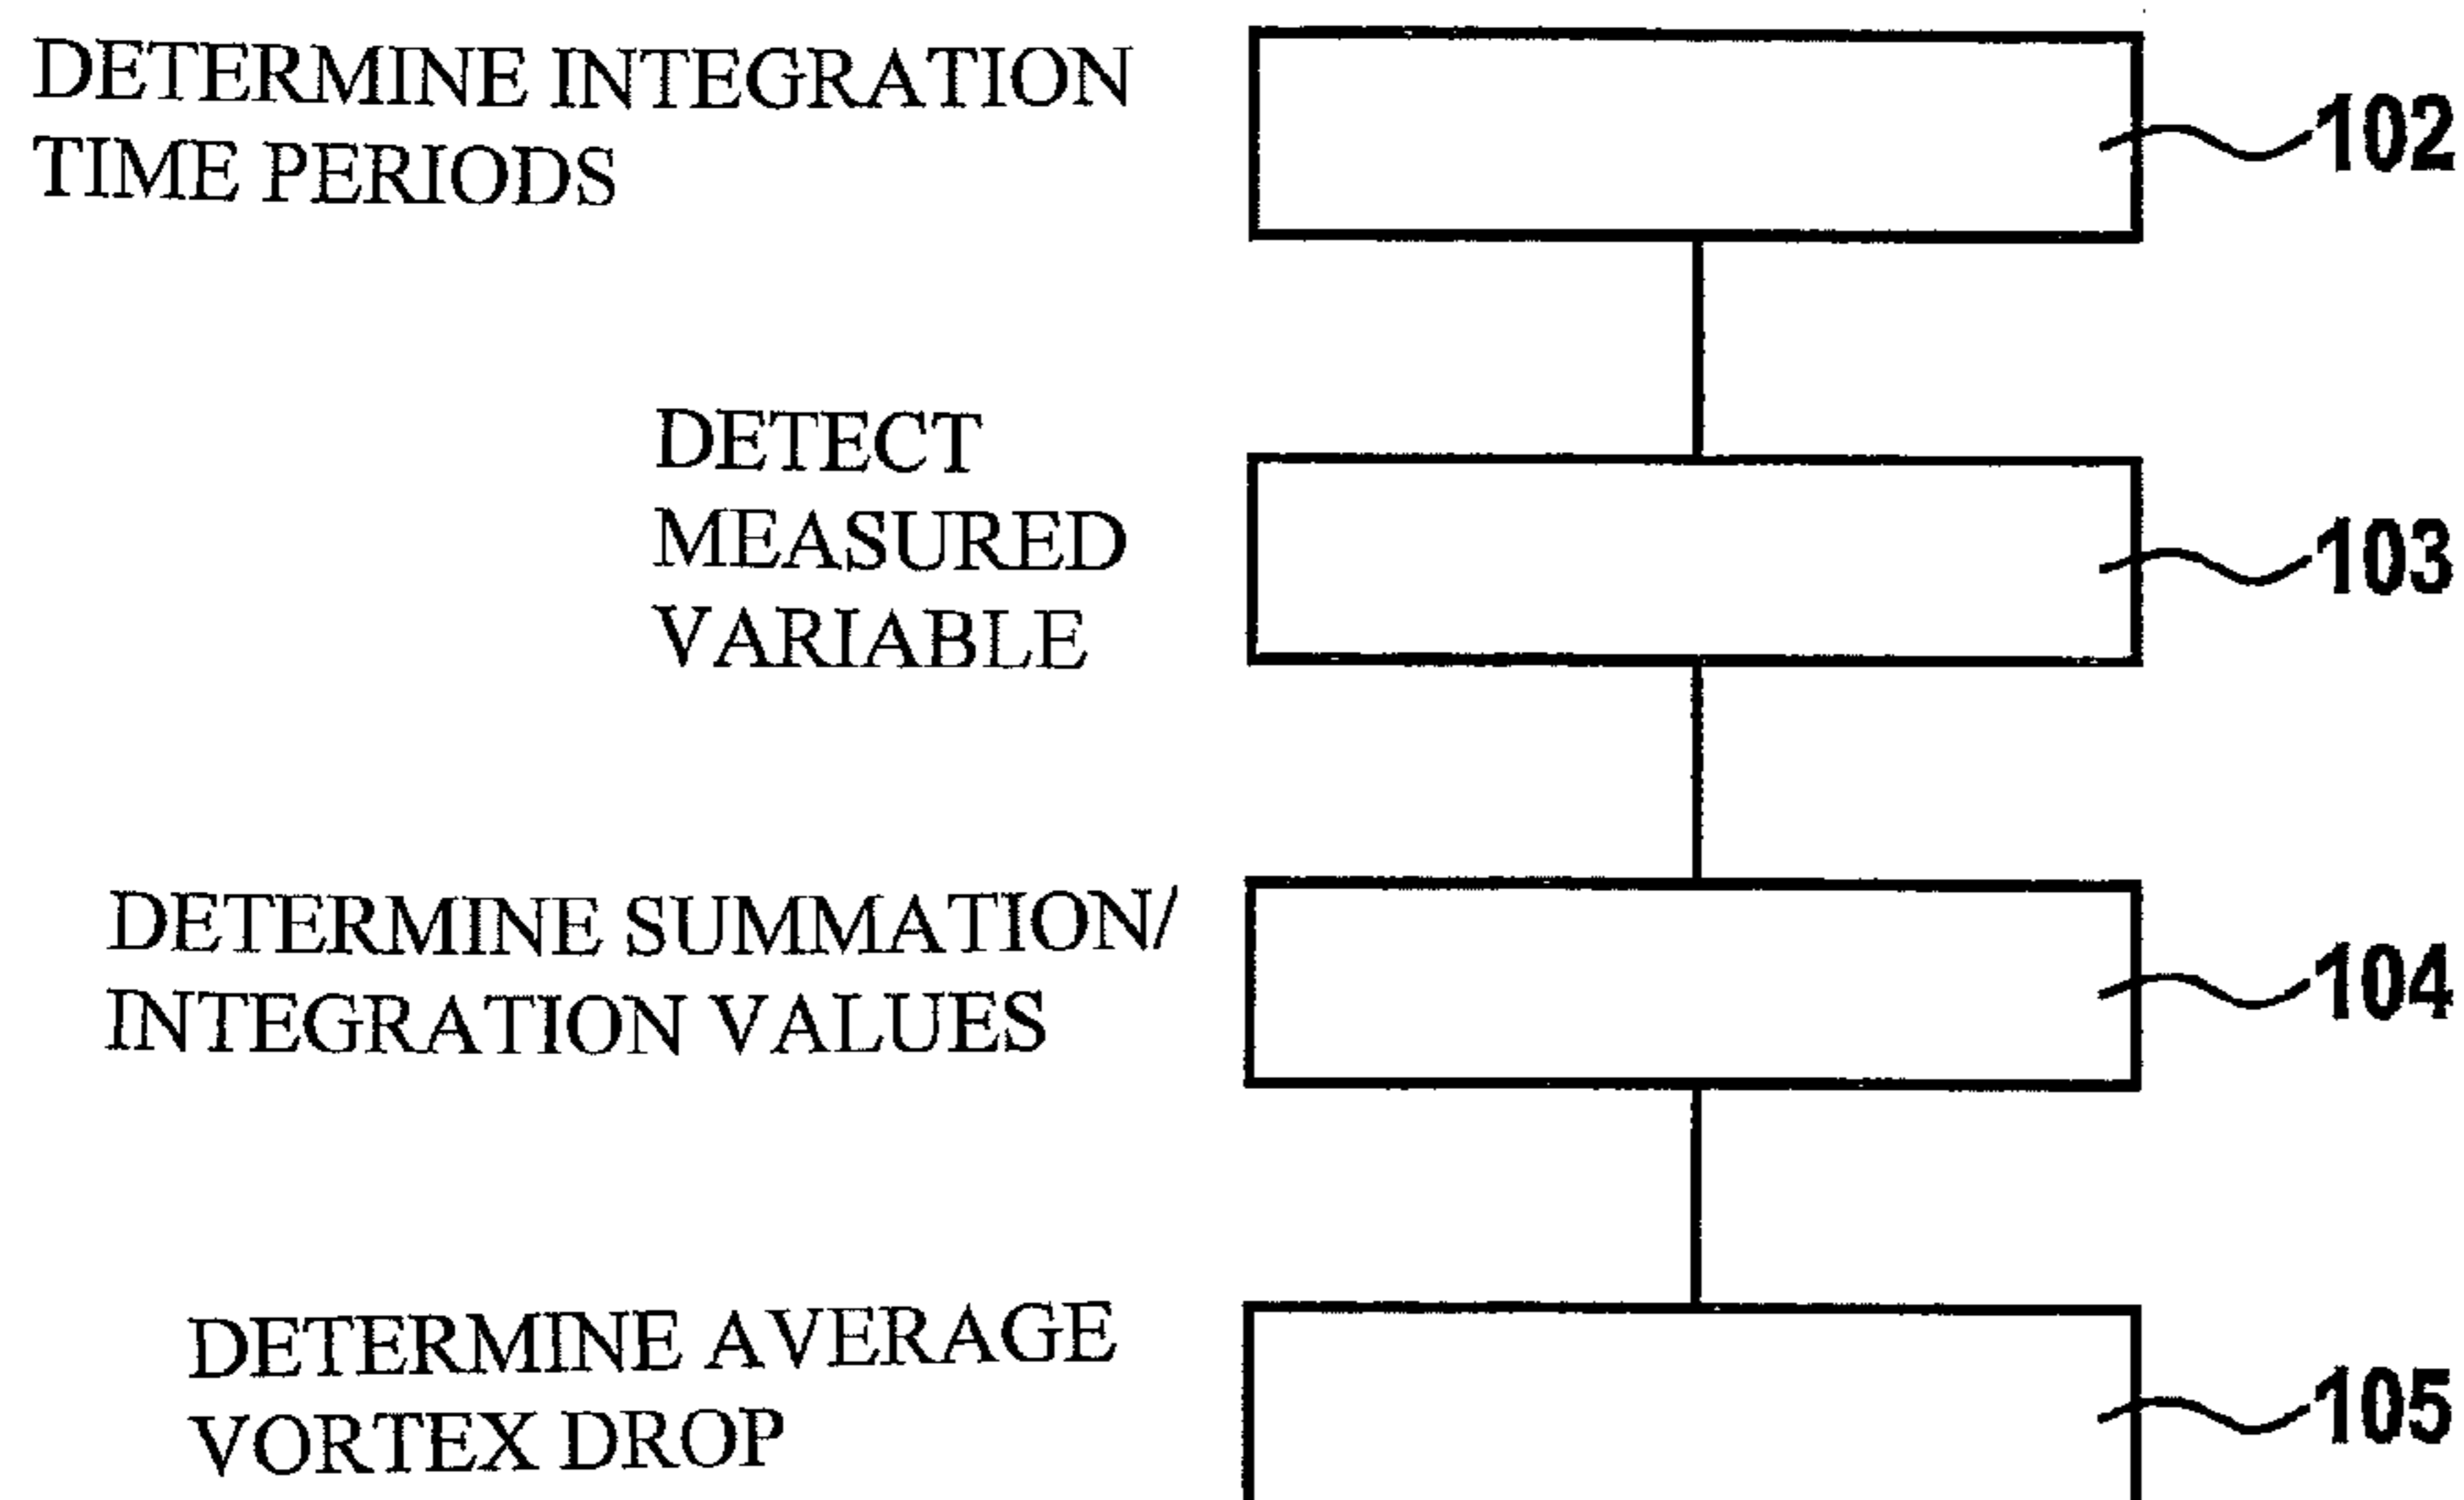 DETERMINE INTEGRATION
TIME PERIODS
102
DETECT
MEASURED
VARIABLE
103
DETERMINE SUMMATION/
INTEGRATION VALUES
104
DETERMINE AVERAGE
VORTEX DROP
105